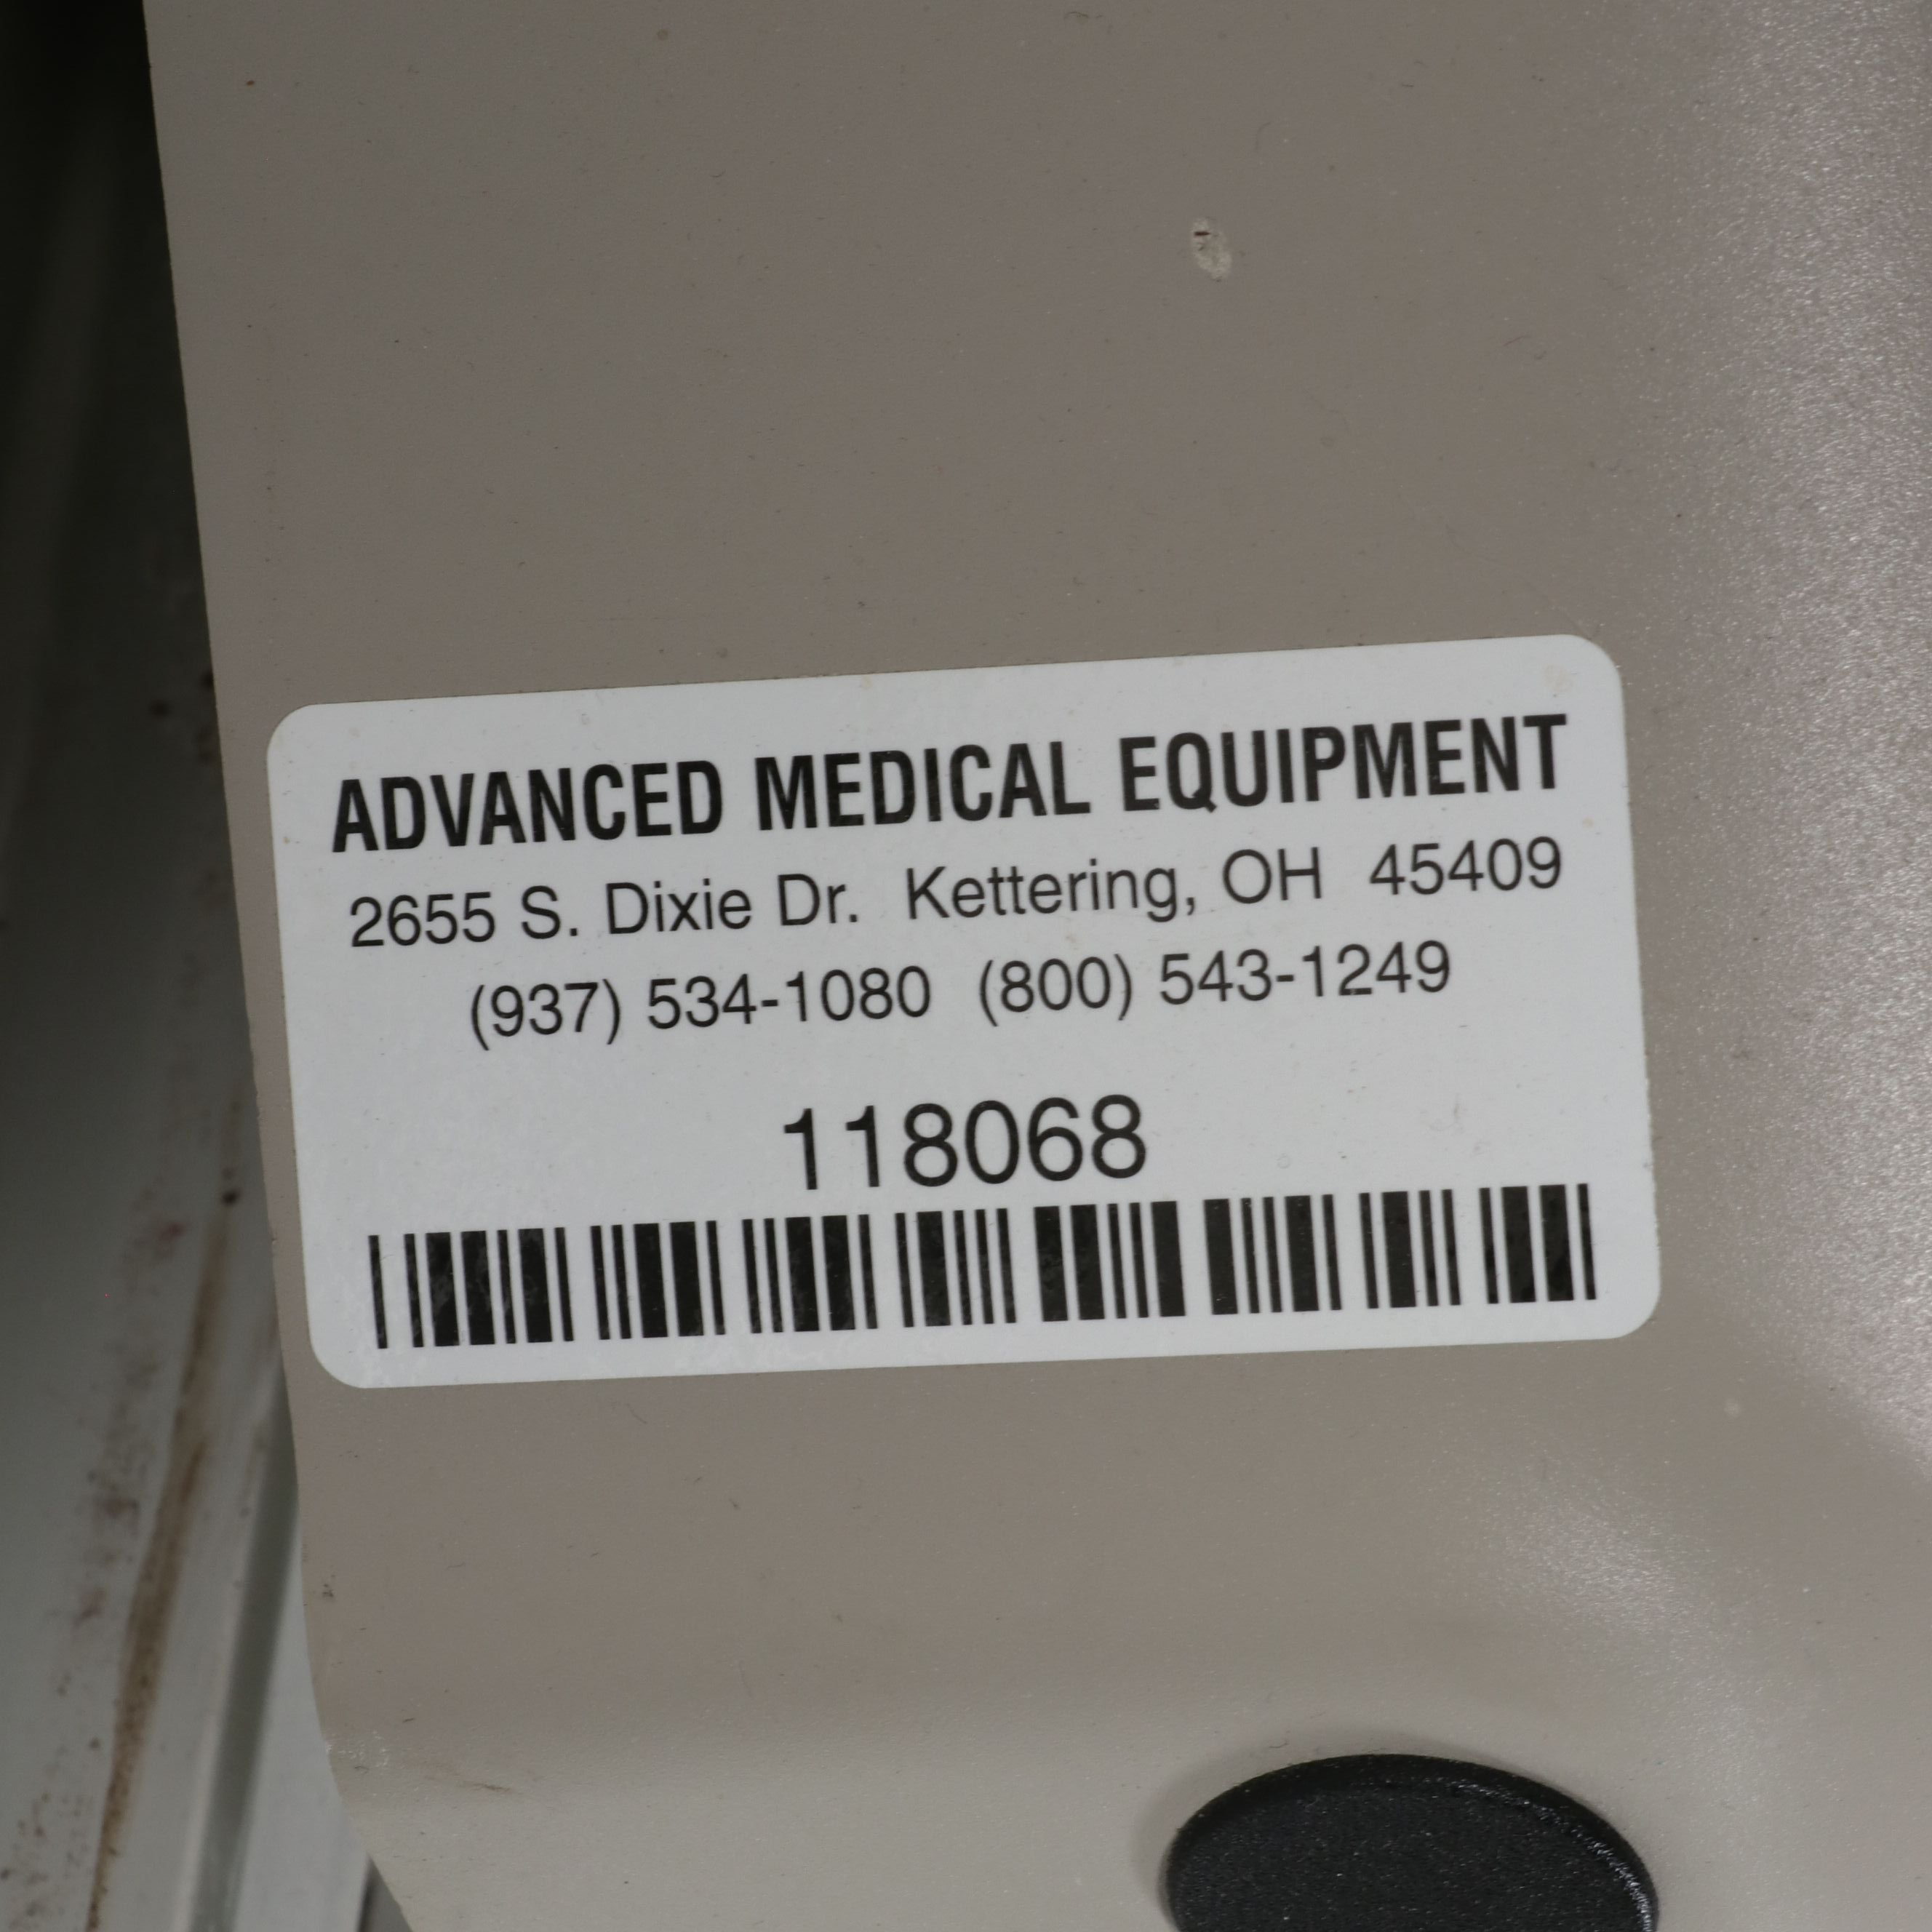 ADVANCED MEDICAL EQUIPMENT
2655 S. Dixie Dr. Kettering, OH 45409
(937) 534-1080 (800) 543-1249
118068